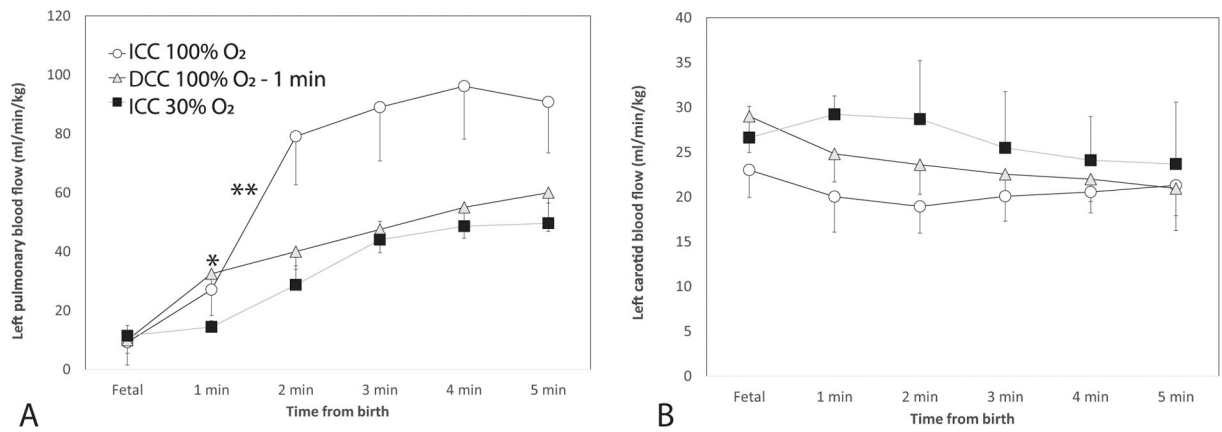 Left pulmonary blood flow (ml/min/kg)
120
100
80
60
40
20
0
ICC 100% O₂
DCC 100% O₂ - 1 min
ICC 30% O₂
**
*
Fetal 1 min 2 min 3 min 4 min 5 min
Time from birth
A
Left carotid blood flow (ml/min/kg)
40
35
30
25
20
15
10
5
0
Fetal 1 min 2 min 3 min 4 min 5 min
Time from birth
B